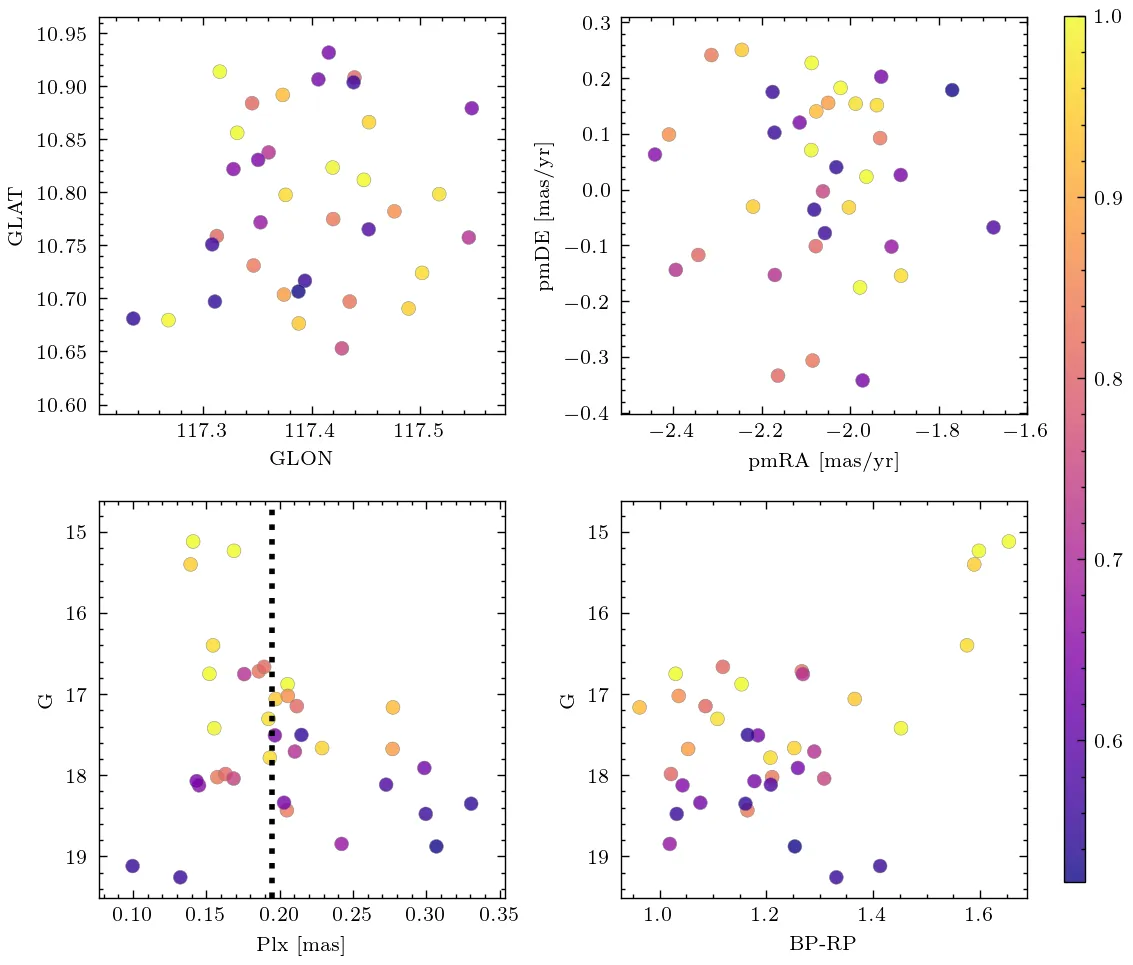 10.95
10.90
10.85
10.80
10.75
10.70
10.65
10.60
GLAT
117.3 117.4 117.5
GLON
0.3
0.2
0.1
0.0
−0.1
−0.2
−0.3
−0.4
pmDE [mas/yr]
−2.4 −2.2 −2.0 −1.8 −1.6
pmRA [mas/yr]
1.0
0.9
0.8
0.7
0.6
15
16
17
18
19
G
0.10 0.15 0.20 0.25 0.30 0.35
Plx [mas]
15
16
17
18
19
G
1.0 1.2 1.4 1.6
BP-RP